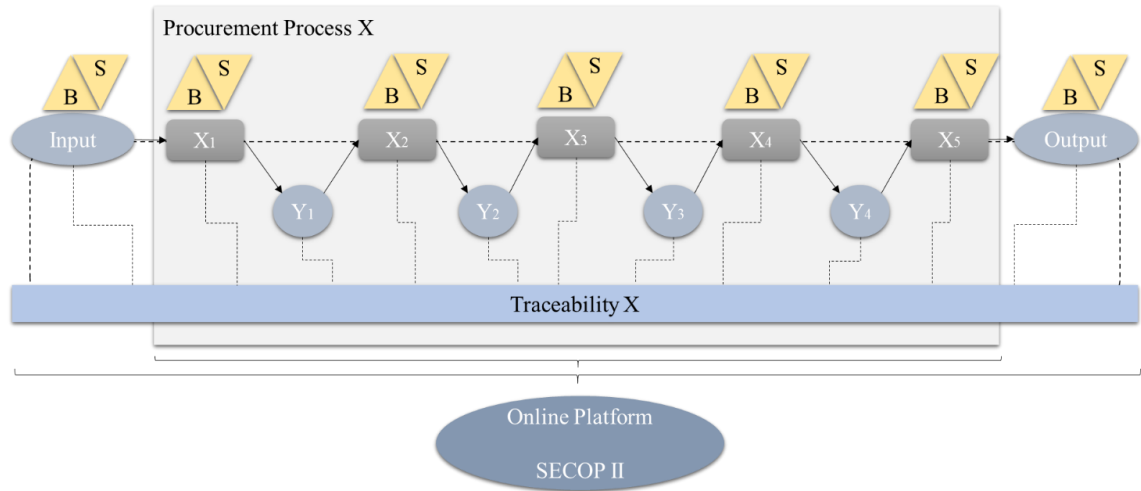 Procurement Process X
B S
B S
B S
B S
B S
B S
B S
Input
X1
X2
X3
X4
X5
Output
Y1
Y2
Y3
Y4
Traceability X
Online Platform
SECOP II